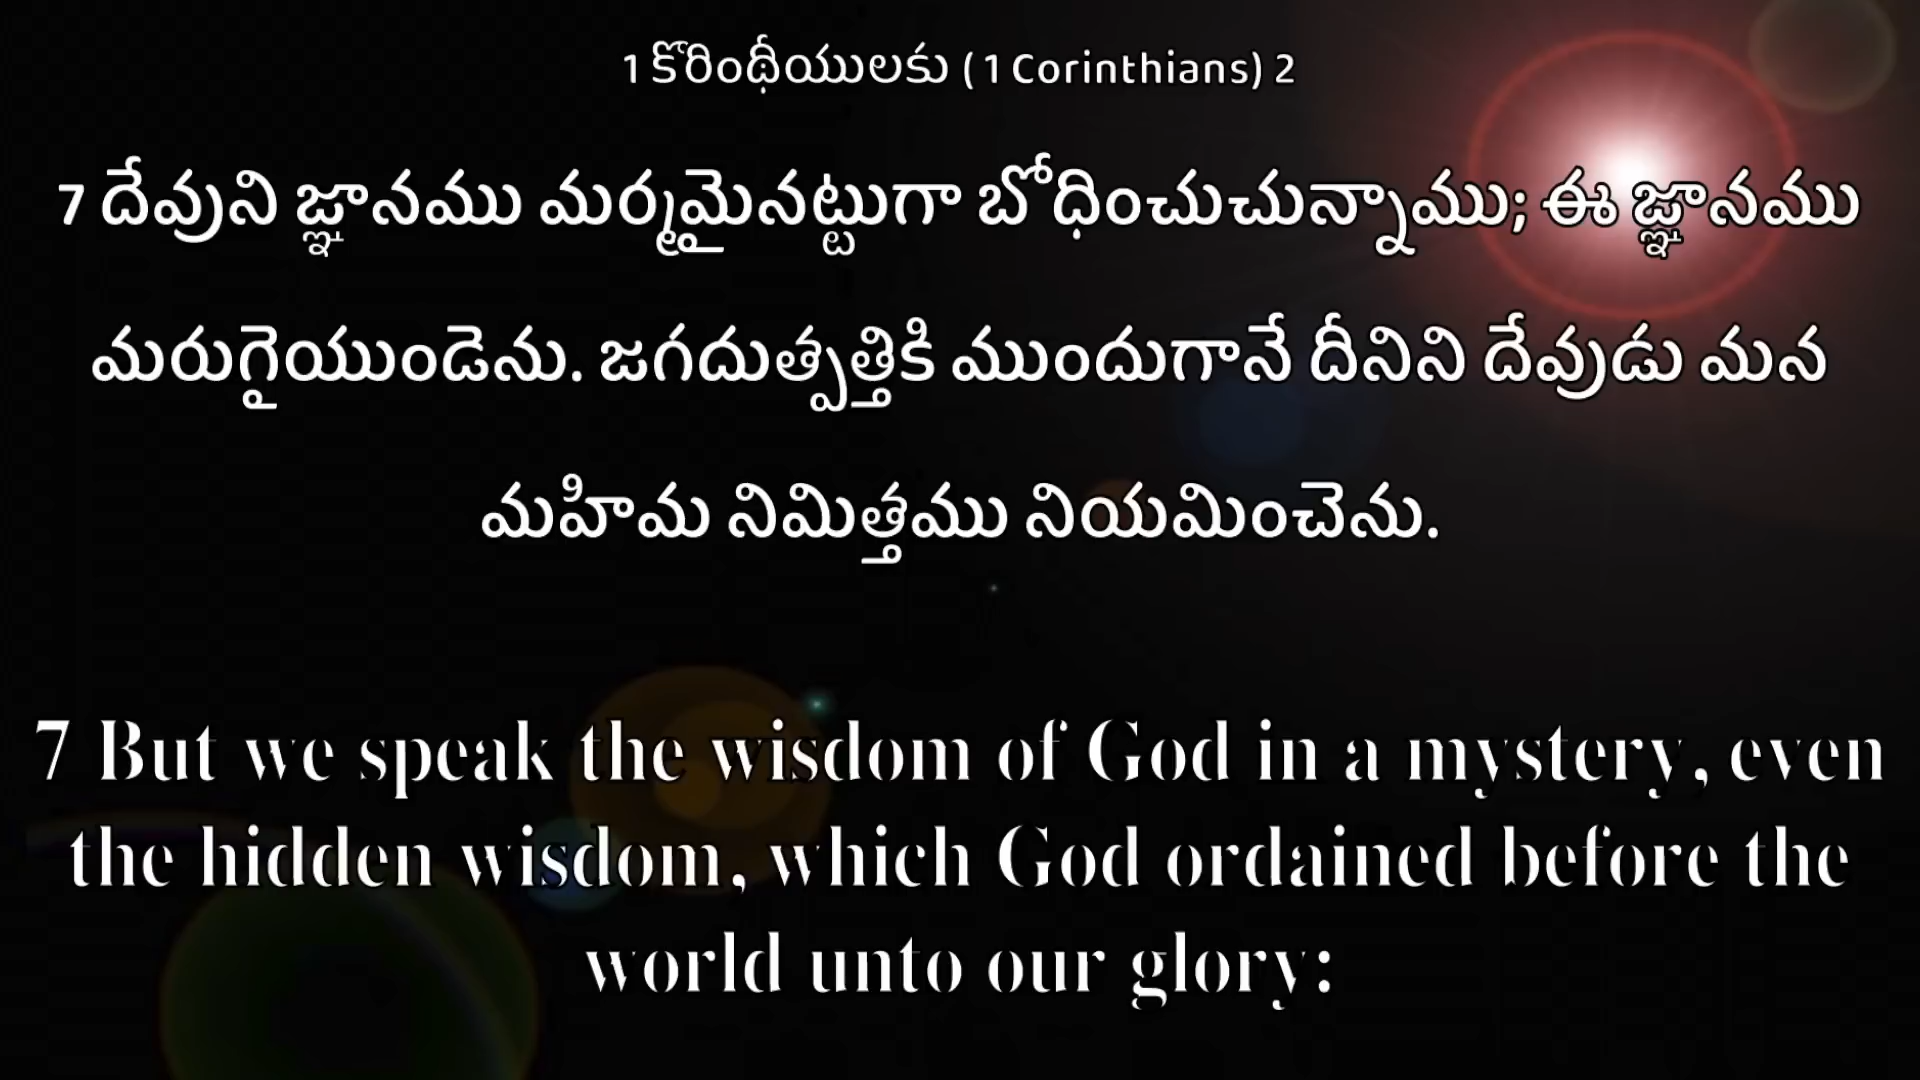 1 కొరింథీయులకు (1 Corinthians) 2
7 దేవుని జ్ఞానము మర్మమైనట్టుగా బోధించుచున్నాము; ఈ జ్ఞానము
మరుగైయుండెను. జగదుత్పత్తికి ముందుగానే దీనిని దేవుడు మన
మహిమ నిమిత్తము నియమించెను.
7 But we speak the wisdom of God in a mystery, even
the hidden wisdom, which God ordained before the
world unto our glory: